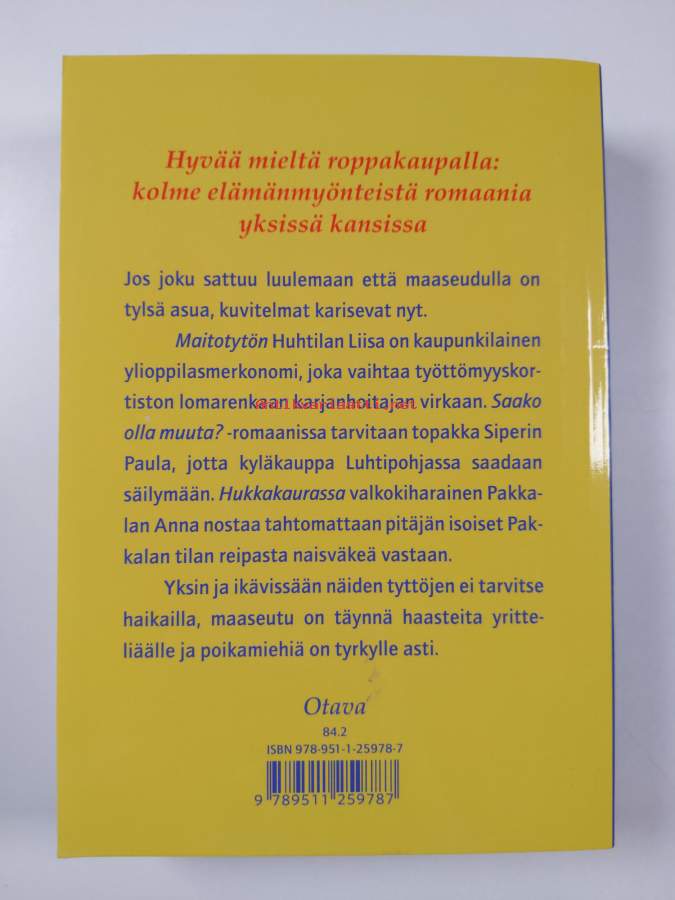 Hyvää mieltä roppakaupalla:
kolme elämänmyönteistä romaania
yksissä kansissa
Jos joku sattuu luulemaan että maaseudulla on
tylsä asua, kuvitelmat karisevat nyt.
Maitotytön Huhtilan Liisa on kaupunkilainen
ylioppilasmerkonomi, joka vaihtaa työttömyyskor-
tiston lomarenkaan karjanhoitajan virkaan. Saako
olla muuta? -romaanissa tarvitaan topakka Siperin
Paula, jotta kyläkauppa Luhtipohjassa saadaan
säilymään. Hukkakaurassa valkokiharainen Pakka-
lan Anna nostaa tahtomattaan pitäjän isoiset Pak-
kalan tilan reipasta naisväkeä vastaan.
Yksin ja ikävissään näiden tyttöjen ei tarvitse
haikailla, maaseutu on täynnä haasteita yritte-
liäälle ja poikamiehiä on tyrkylle asti.
Otava
84.2
ISBN 978-951-1-25978-7
9 789511 259787